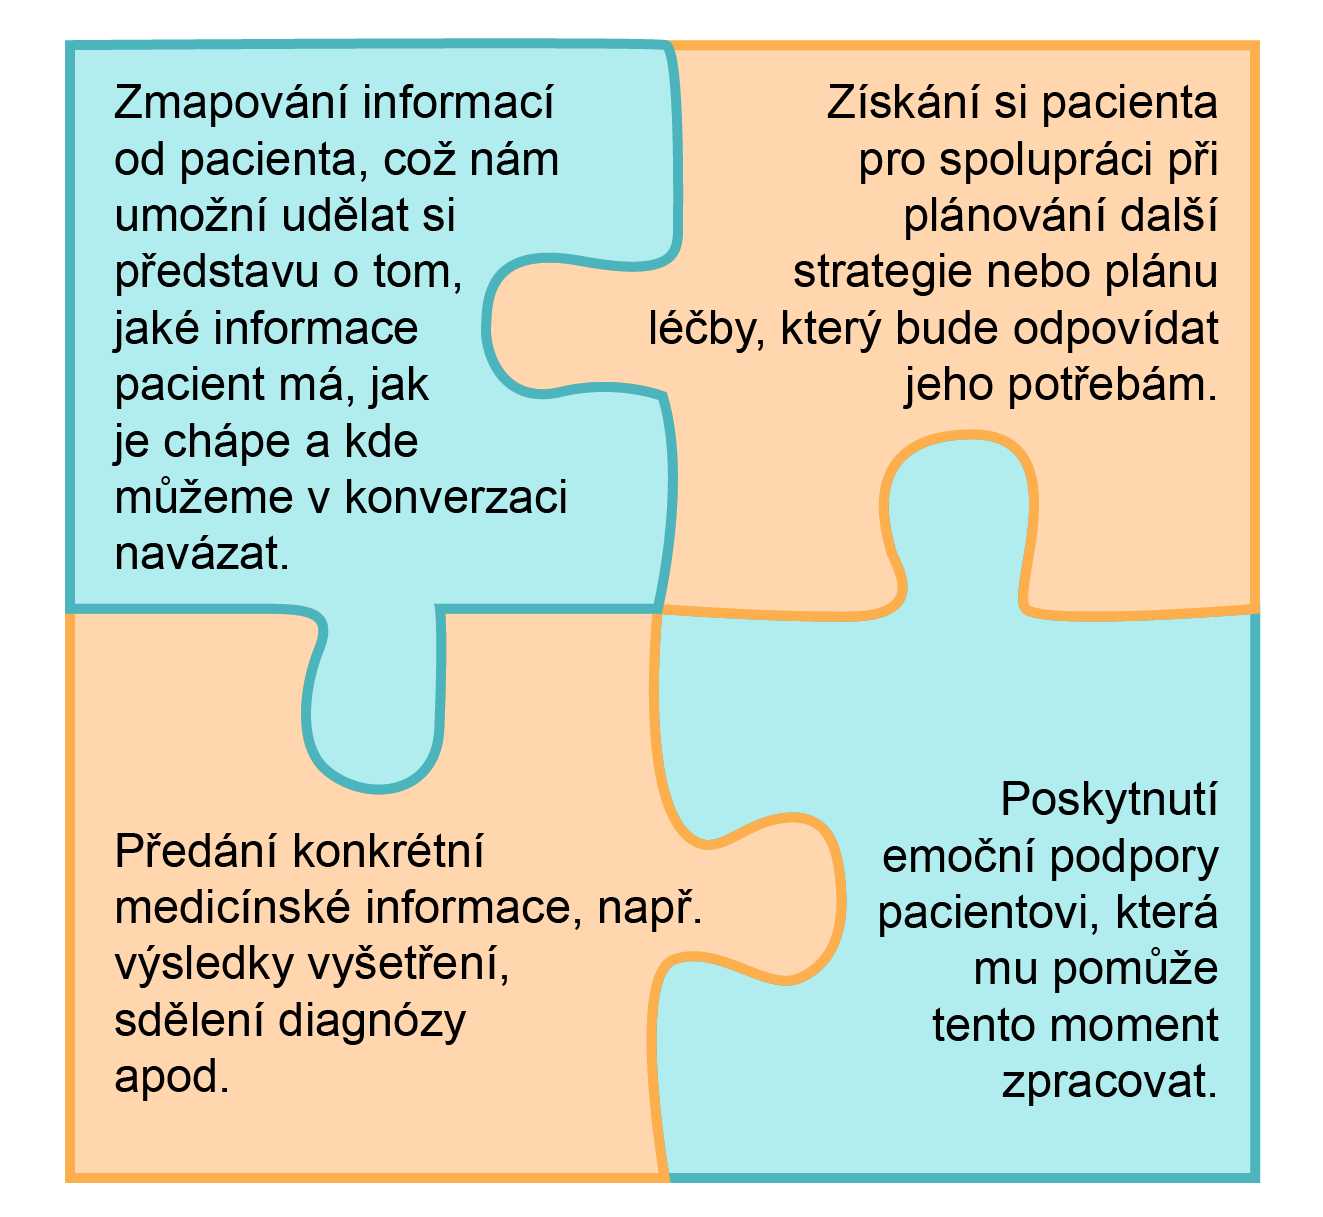 Zmapování informací
od pacienta, což nám
umožní udělat si
představu o tom,
jaké informace
pacient má, jak
je chápe a kde
můžeme v konverzaci
navázat.
Získání si pacienta
pro spolupráci při
plánování další
strategie nebo plánu
léčby, který bude odpovídat
jeho potřebám.
Předání konkrétní
medicínské informace, např.
výsledky vyšetření,
sdělení diagnózy
apod.
Poskytnutí
emoční podpory
pacientovi, která
mu pomůže
tento moment
zpracovat.